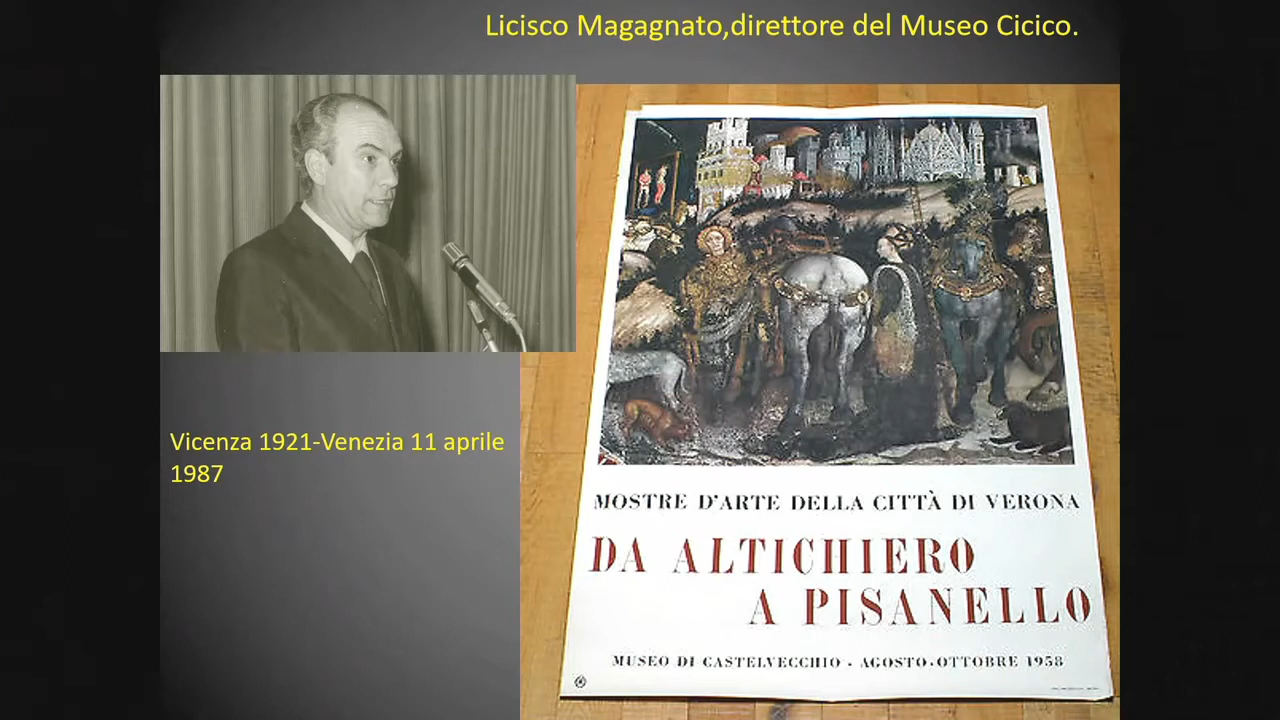 Licisco Magagnato,direttore del Museo Cicico.
Vicenza 1921-Venezia 11 aprile
1987
MOSTRE D'ARTE DELLA CITTÀ DI VERONA
DA ALTICHIERO
A PISANELLO
MUSEO DI CASTELVECCHIO - AGOSTO-OTTOBRE 1958